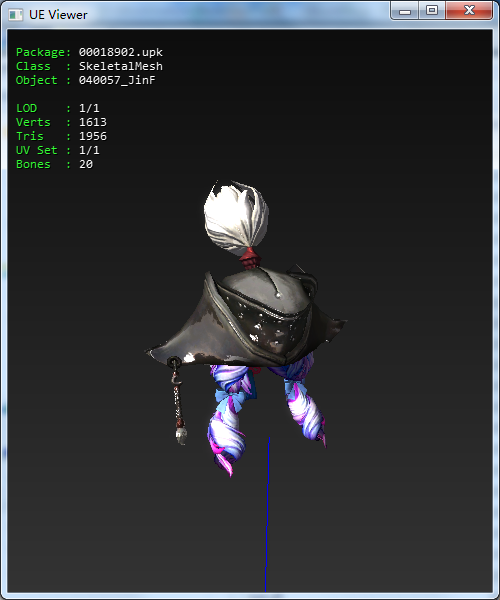 UE Viewer
Package: 00018902.upk
Class : SkeletalMesh
Object : 040057_JinF
LOD : 1/1
Verts : 1613
Tris : 1956
UV Set : 1/1
Bones : 20